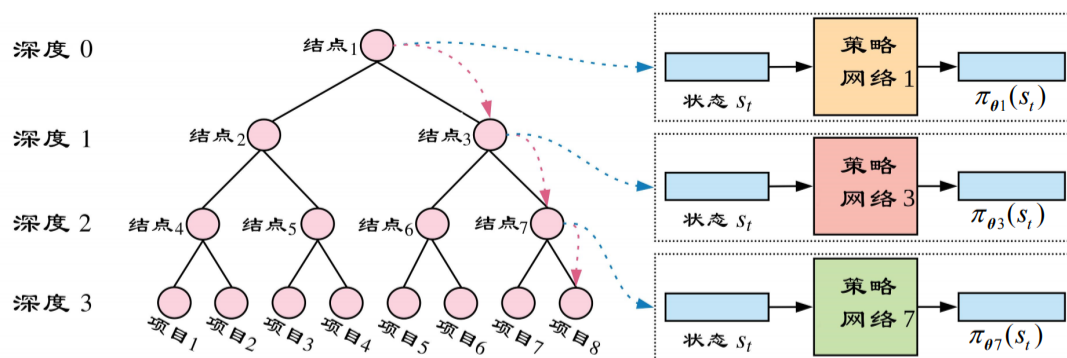 深度 0
结点1
深度 1
结点2
结点3
深度 2
结点4
结点5
结点6
结点7
深度 3
项目1
项目2
项目3
项目4
项目5
项目6
项目7
项目8
状态 st
策略
网络1
πθ1(st)
状态 st
策略
网络3
πθ3(st)
状态 st
策略
网络7
πθ7(st)